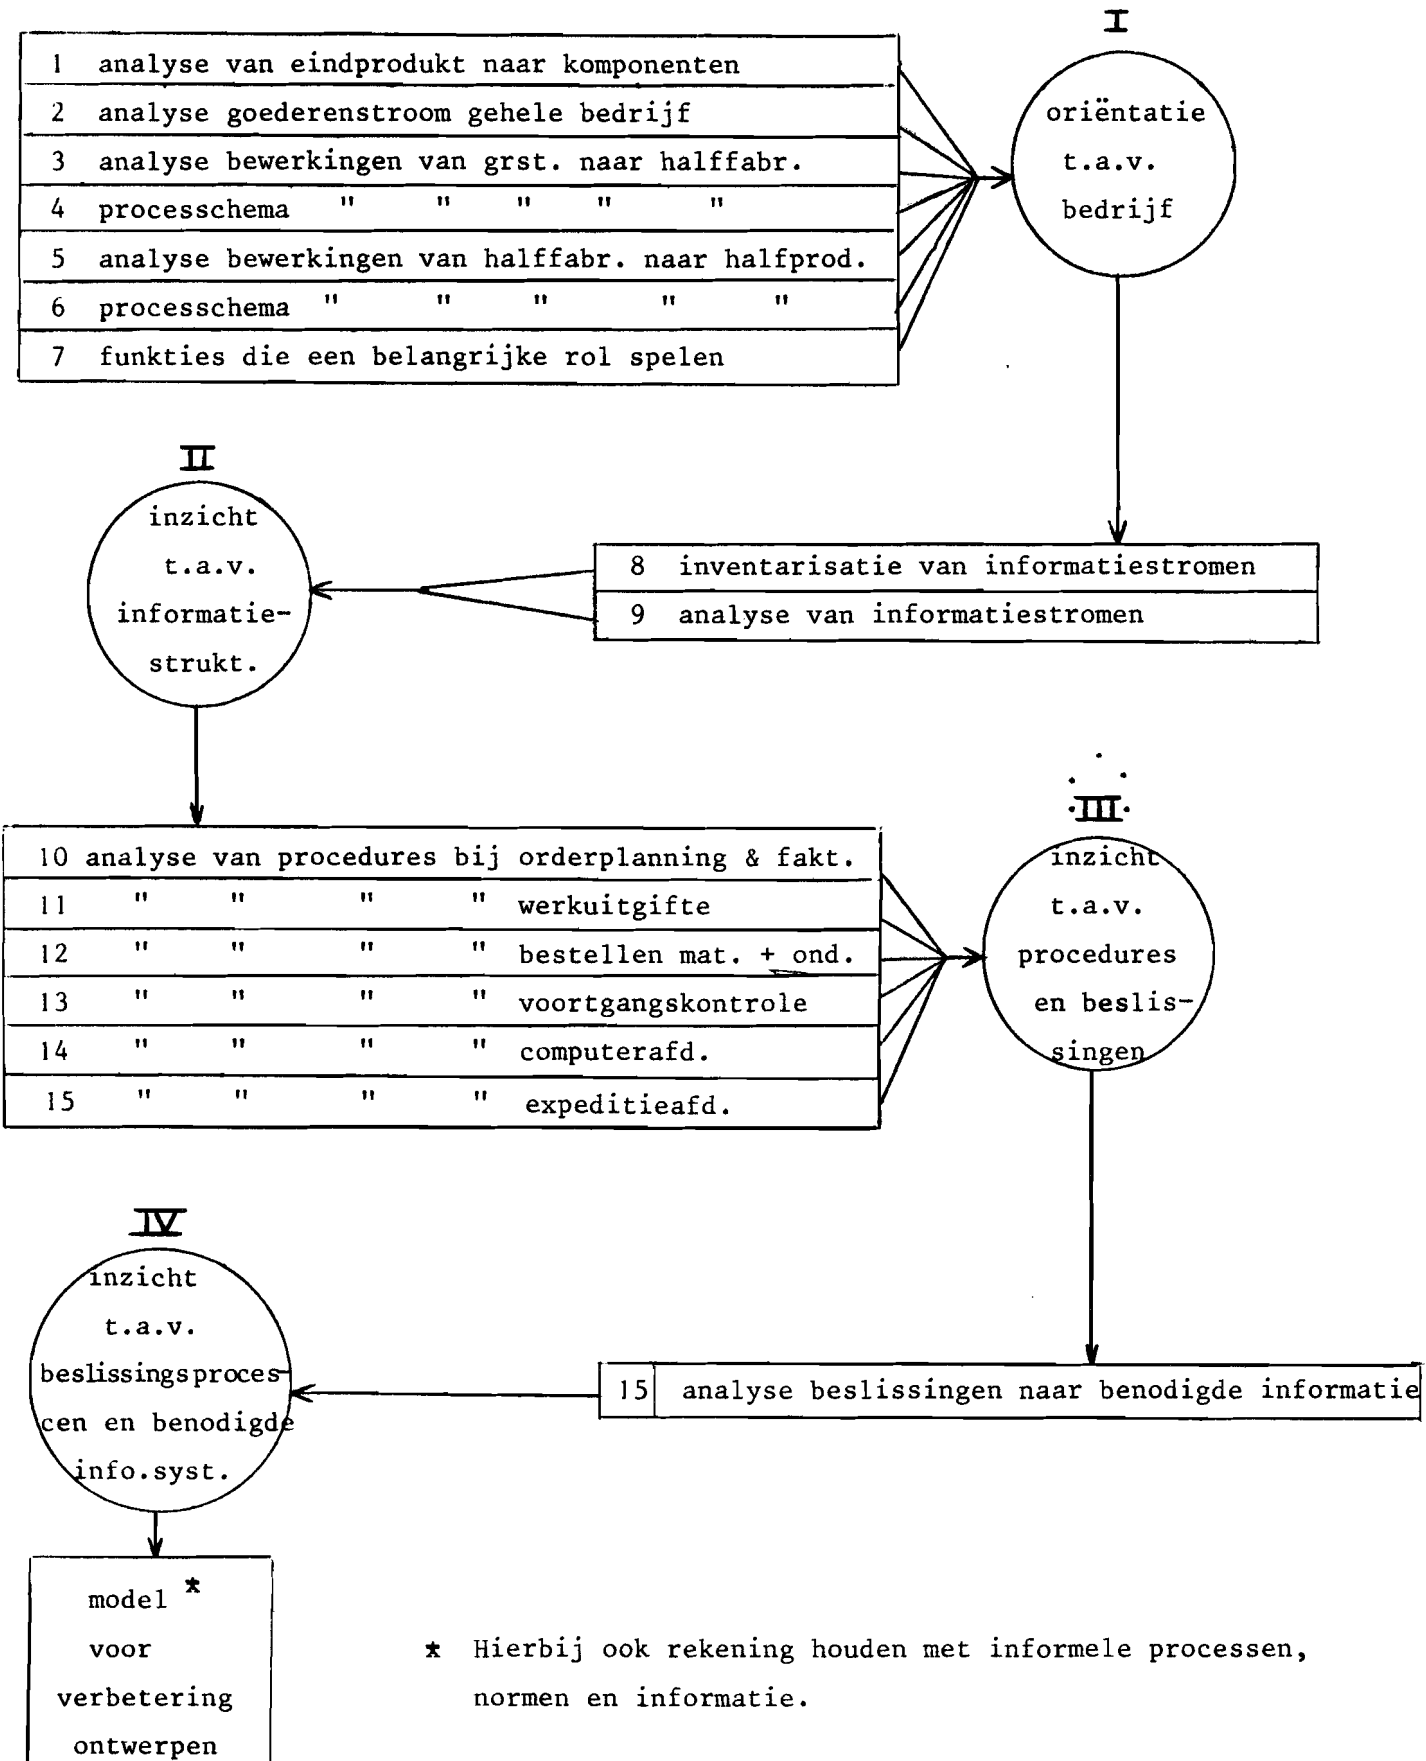 I
1 analyse van eindprodukt naar komponenten
2 analyse goederenstroom gehele bedrijf
3 analyse bewerkingen van grst. naar halffabr.
4 processchema " " " " "
5 analyse bewerkingen van halffabr. naar halfprod.
6 processchema " " " " "
7 funkties die een belangrijke rol spelen
oriëntatie
t.a.v.
bedrijf
II
inzicht
t.a.v.
informatie-
strukt.
8 inventarisatie van informatiestromen
9 analyse van informatiestromen
10 analyse van procedures bij orderplanning & fakt.
11 " " " " werkuitgifte
12 " " " " bestellen mat. + ond.
13 " " " " voortgangskontrole
14 " " " " computerafd.
15 " " " " expeditieafd.
III
inzicht
t.a.v.
procedures
en beslis-
singen
IV
inzicht
t.a.v.
beslissingsproces-
cen en benodigde
info.syst.
15 analyse beslissingen naar benodigde informatie
model *
voor
verbetering
ontwerpen
* Hierbij ook rekening houden met informele processen,
normen en informatie.